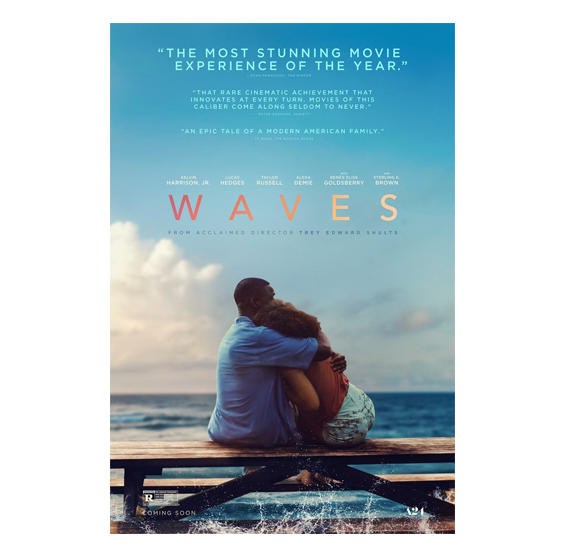 “THE MOST STUNNING MOVIE
EXPERIENCE OF THE YEAR.”
“THAT RARE CINEMATIC ACHIEVEMENT THAT
INNOVATES AT EVERY TURN. MOVIES OF THIS
CALIBER COME ALONG SELDOM TO NEVER.”
“AN EPIC TALE OF A MODERN AMERICAN FAMILY.”
KELVIN HARRISON, JR. LUCAS HEDGES TAYLOR RUSSELL ALEXA DEMIE RENÉE ELISE GOLDSBERRY STERLING K. BROWN
WAVES
FROM ACCLAIMED DIRECTOR TREY EDWARD SHULTS
R
COMING SOON
A24